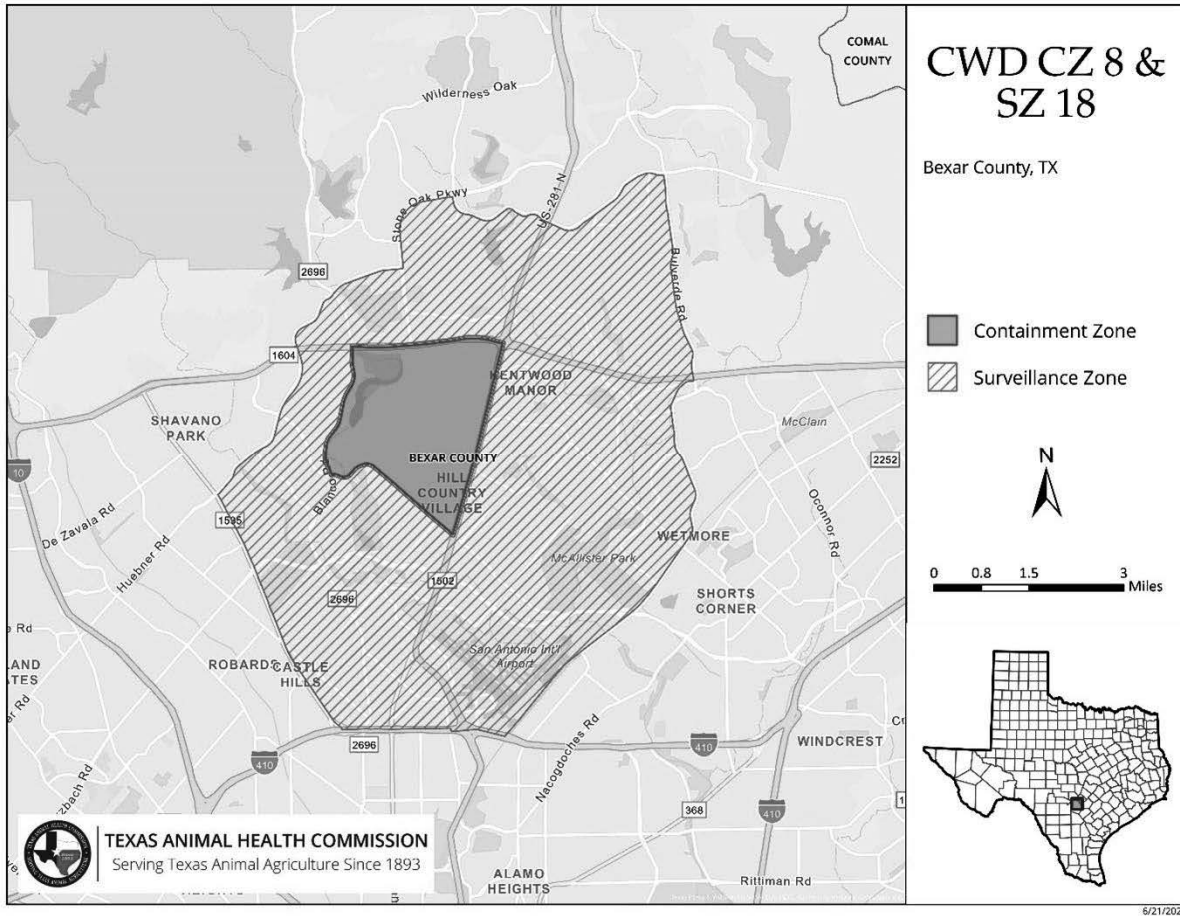 COMAL
COUNTY
Wilderness Oak
Stone Oak Pkwy
US-281 N
Bulverde Rd
2696
1604
KENTWOOD
MANOR
SHAVANO
PARK
McClain
BEXAR COUNTY
2252
10
HILL
COUNTRY
VILLAGE
Blanco
De Zavala Rd
1535
Huebner Rd
Oconnor Rd
WETMORE
McAllister Park
1502
2696
SHORTS
CORNER
San Antonio Int'l
Airport
ROBARDS
CASTLE
HILLS
2696
410
410
WINDCREST
Nacogdoches Rd
368
410
ALAMO
HEIGHTS
Rittiman Rd
TEXAS ANIMAL HEALTH COMMISSION
Serving Texas Animal Agriculture Since 1893
CWD CZ 8 &
SZ 18
Bexar County, TX
Containment Zone
Surveillance Zone
N
0 0.8 1.5 3
Miles